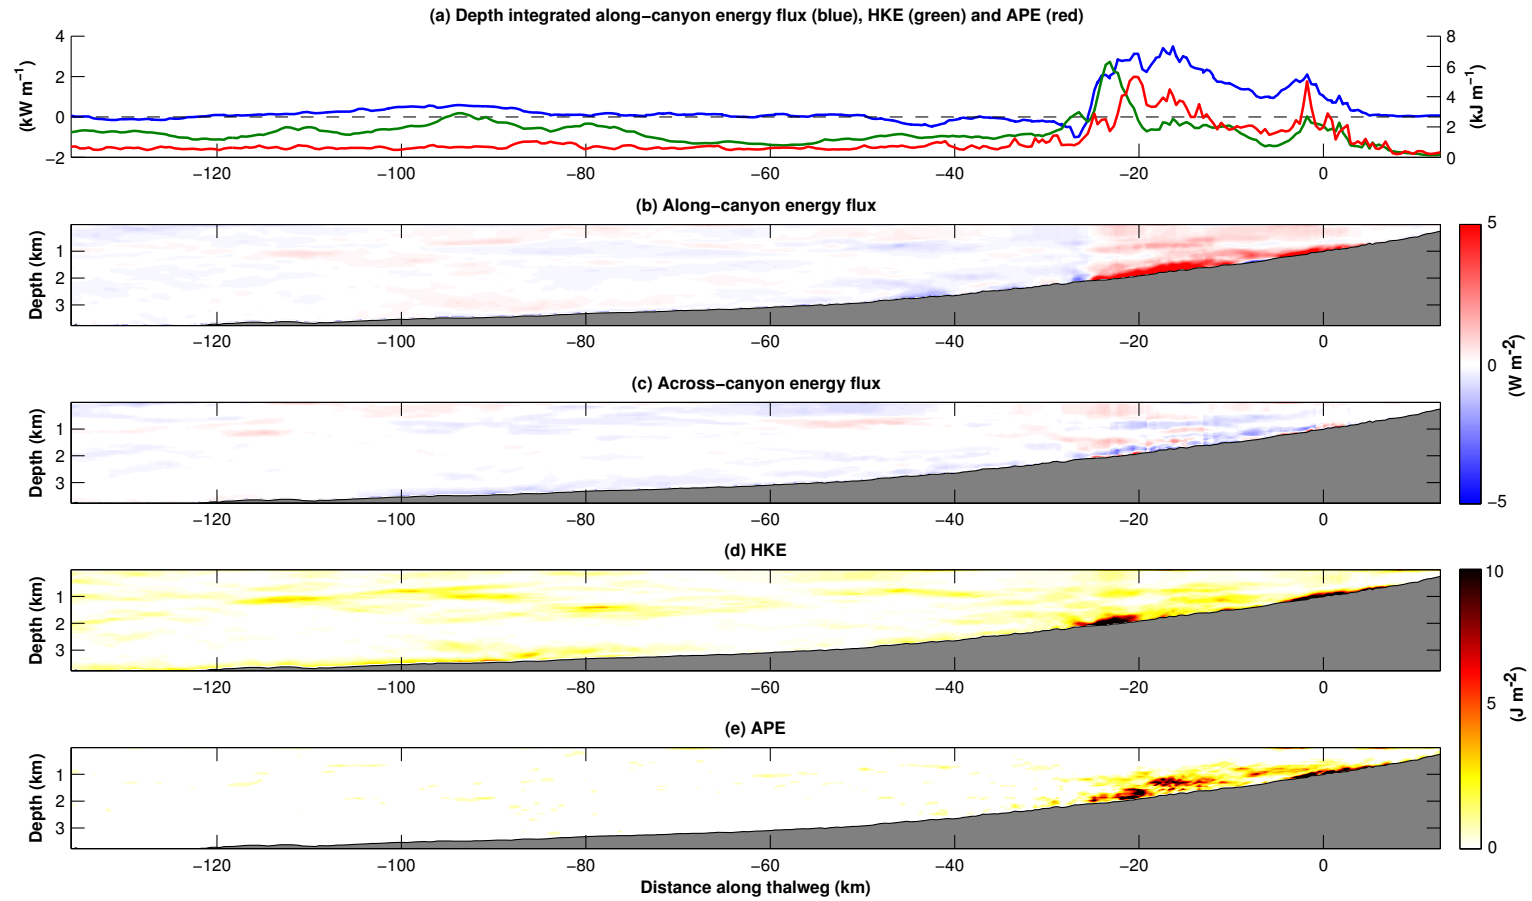 (a) Depth integrated along−canyon energy flux (blue), HKE (green) and APE (red)
4
2
0
−2
(kW m⁻¹)
8
6
4
2
0
(kJ m⁻¹)
−120 −100 −80 −60 −40 −20 0
(b) Along−canyon energy flux
Depth (km)
1
2
3
−120 −100 −80 −60 −40 −20 0
(c) Across−canyon energy flux
Depth (km)
1
2
3
−120 −100 −80 −60 −40 −20 0
5
0
−5
(W m⁻²)
(d) HKE
Depth (km)
1
2
3
−120 −100 −80 −60 −40 −20 0
(e) APE
Depth (km)
1
2
3
−120 −100 −80 −60 −40 −20 0
10
5
0
(J m⁻²)
Distance along thalweg (km)